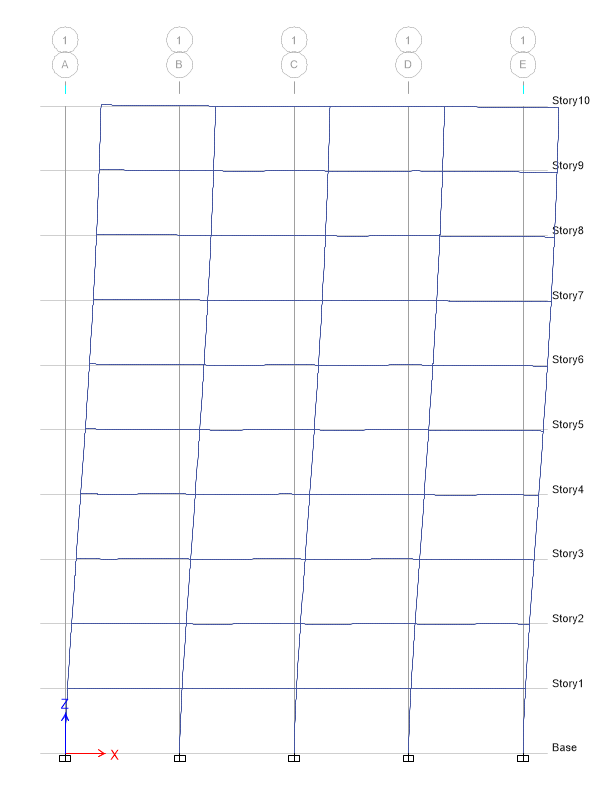 1 1 1 1 1
A B C D E
Story10
Story9
Story8
Story7
Story6
Story5
Story4
Story3
Story2
Story1
Z
Base
X